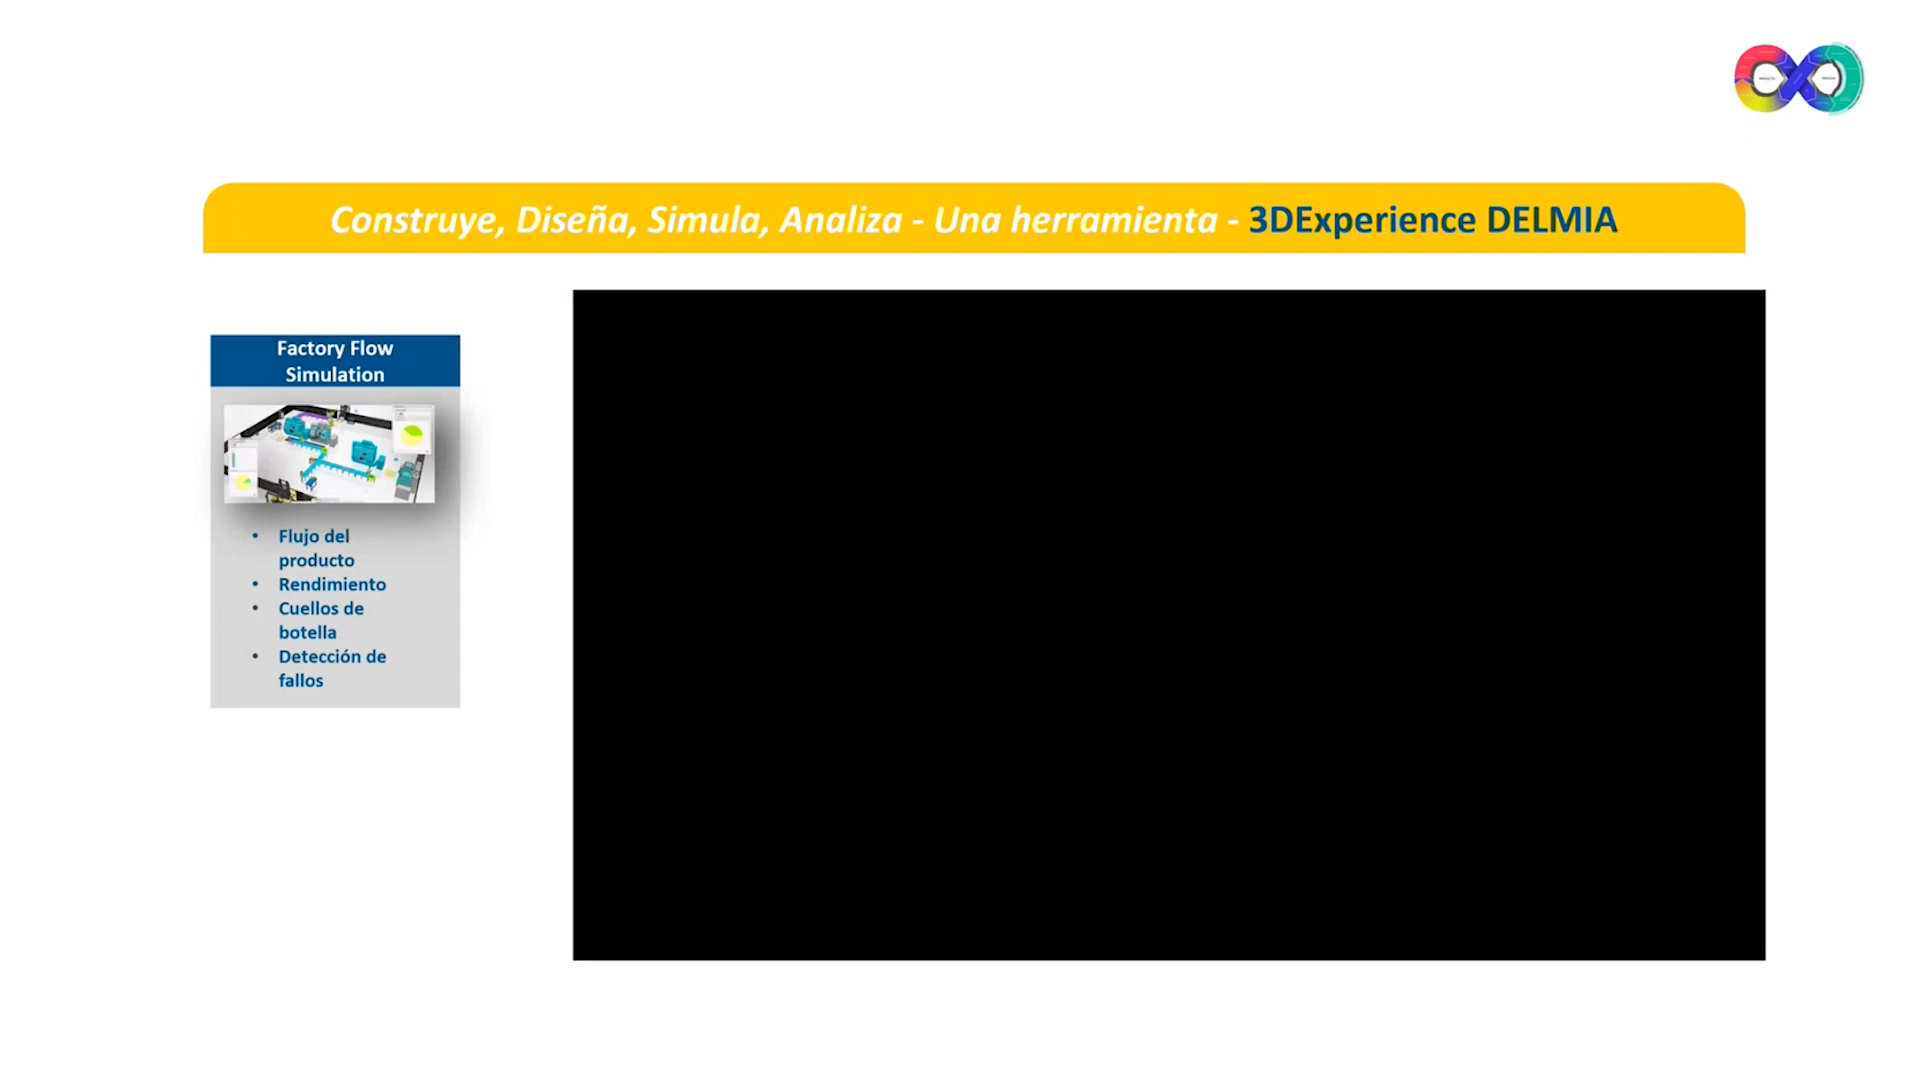 Construye, Diseña, Simula, Analiza - Una herramienta - 3DExperience DELMIA
Factory Flow
Simulation
• Flujo del
producto
• Rendimiento
• Cuellos de
botella
• Detección de
fallos